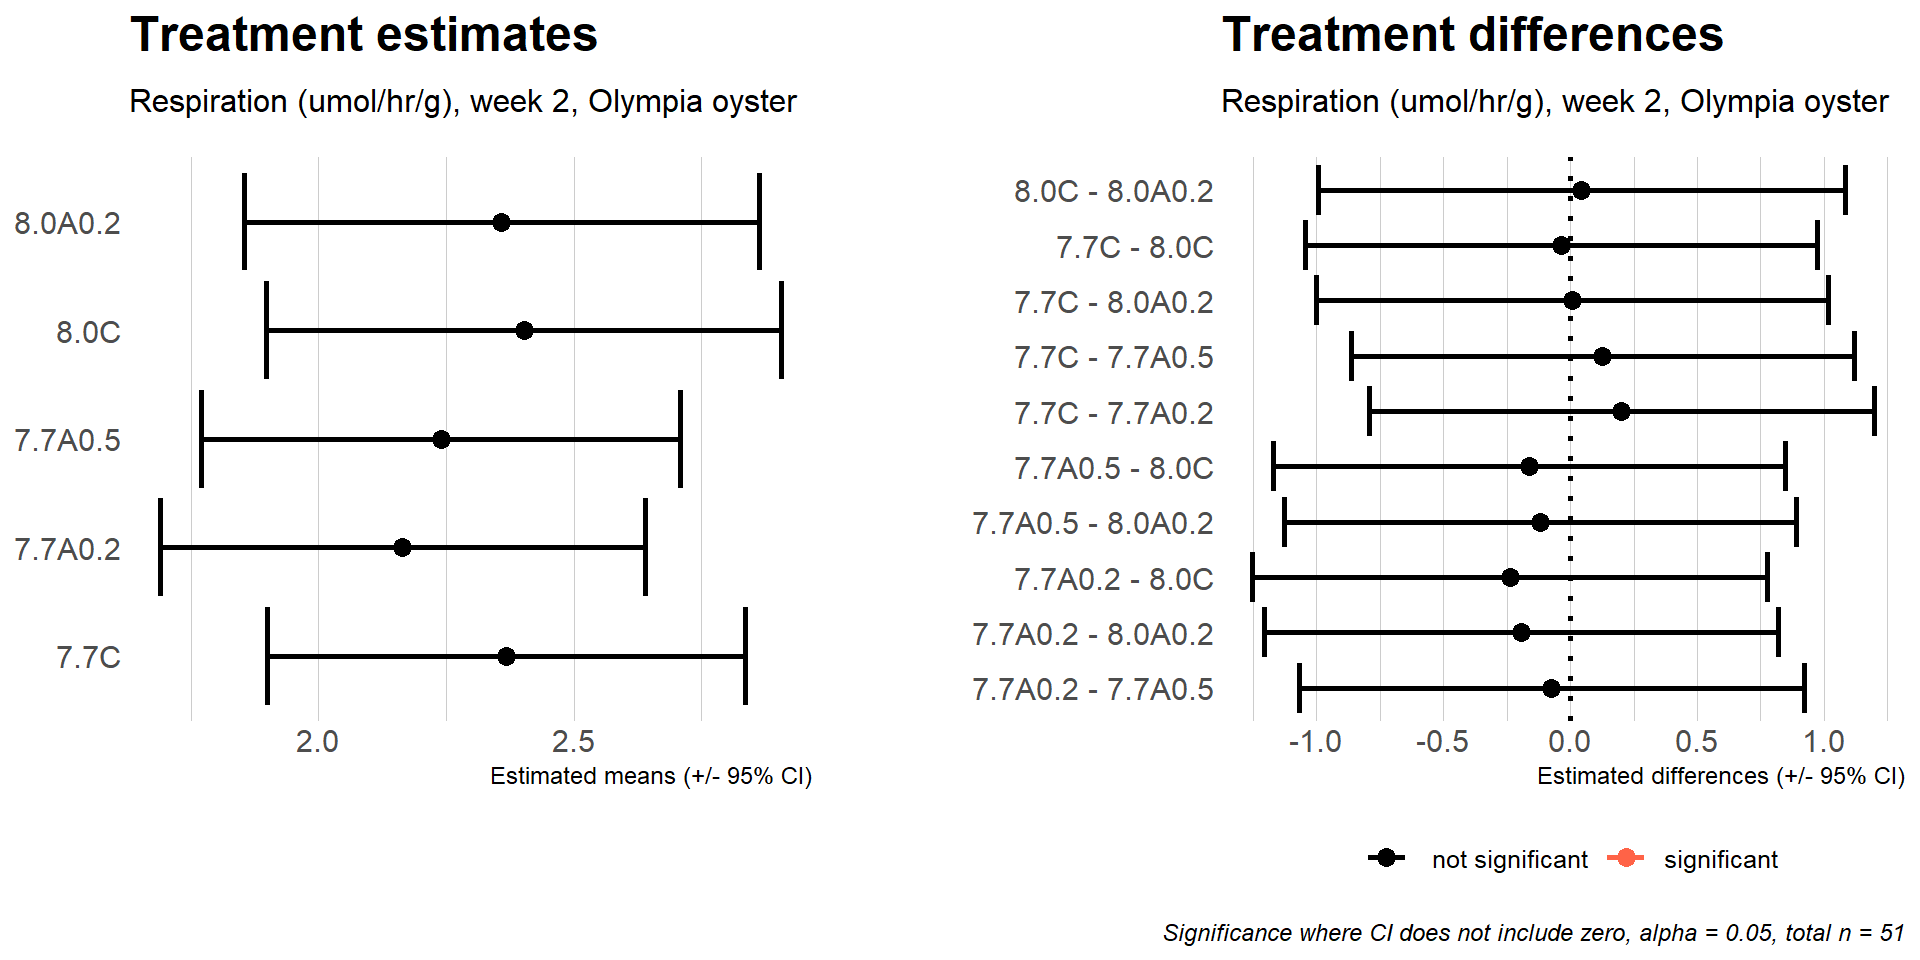 Treatment estimates
Respiration (umol/hr/g), week 2, Olympia oyster
8.0A0.2
8.0C
7.7A0.5
7.7A0.2
7.7C
2.0 2.5
Estimated means (+/- 95% CI)
Treatment differences
Respiration (umol/hr/g), week 2, Olympia oyster
8.0C - 8.0A0.2
7.7C - 8.0C
7.7C - 8.0A0.2
7.7C - 7.7A0.5
7.7C - 7.7A0.2
7.7A0.5 - 8.0C
7.7A0.5 - 8.0A0.2
7.7A0.2 - 8.0C
7.7A0.2 - 8.0A0.2
7.7A0.2 - 7.7A0.5
-1.0 -0.5 0.0 0.5 1.0
Estimated differences (+/- 95% CI)
not significant significant
Significance where CI does not include zero, alpha = 0.05, total n = 51